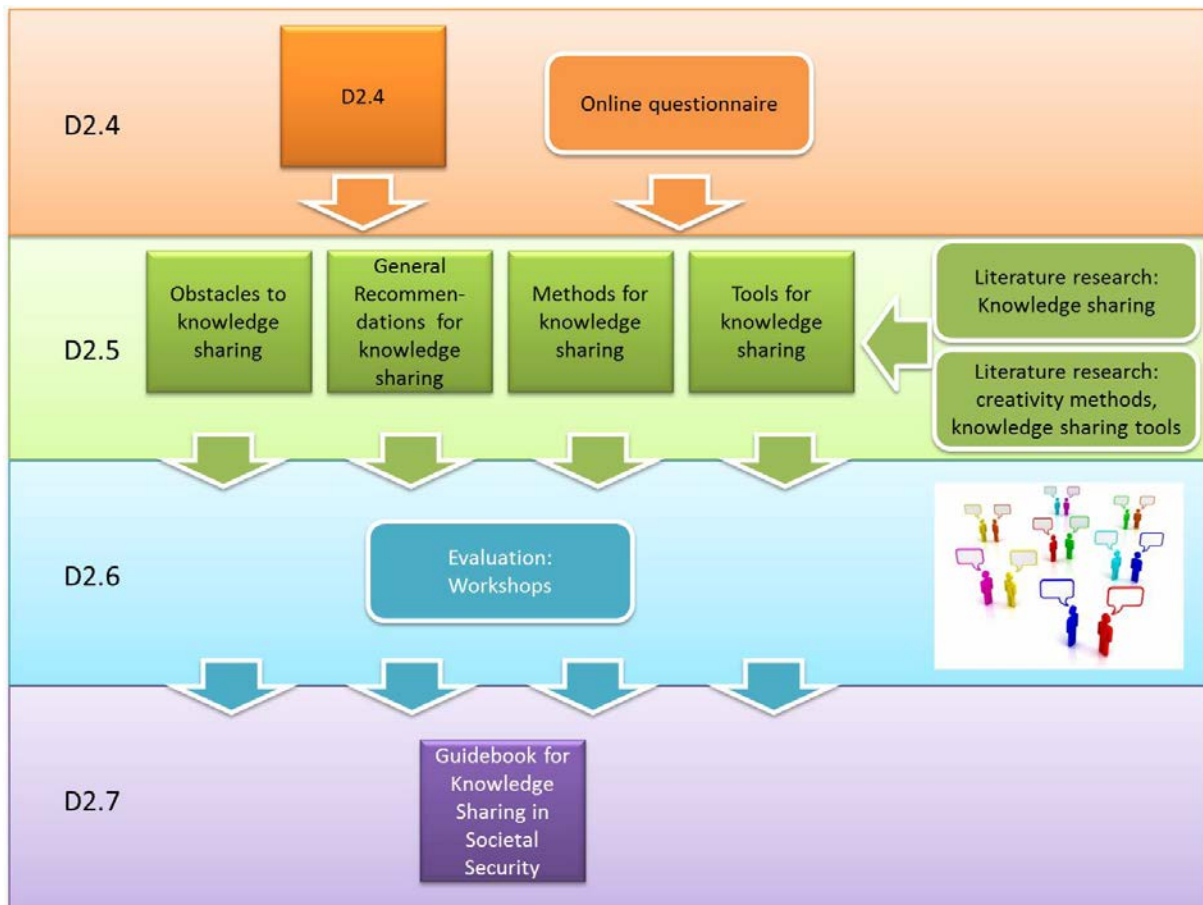 D2.4
D2.4
Online questionnaire
D2.5
Obstacles to
knowledge
sharing
General
Recommen-
dations for
knowledge
sharing
Methods for
knowledge
sharing
Tools for
knowledge
sharing
Literature research:
Knowledge sharing
Literature research:
creativity methods,
knowledge sharing tools
D2.6
Evaluation:
Workshops
D2.7
Guidebook for
Knowledge
Sharing in
Societal
Security